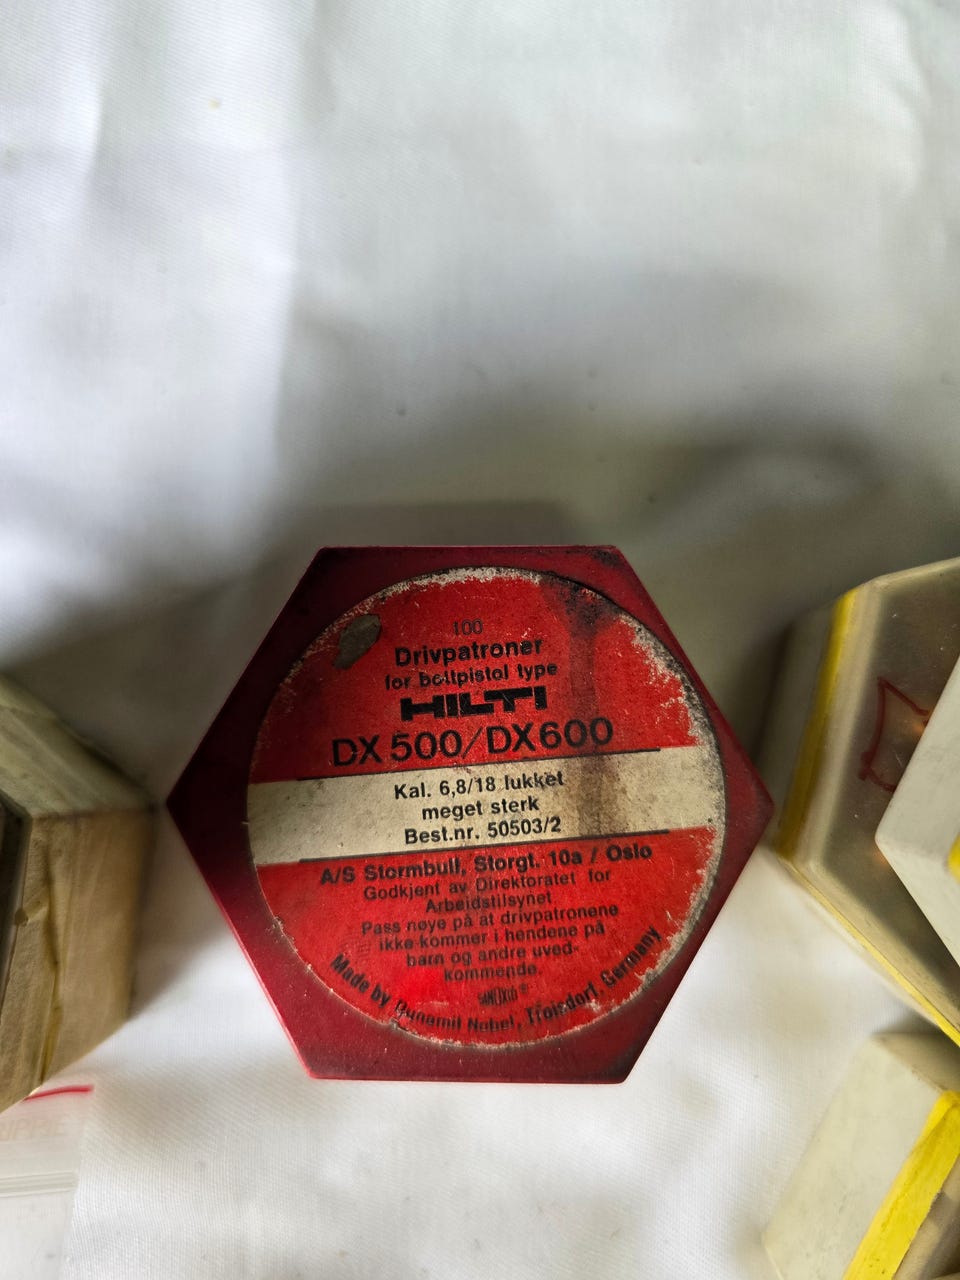 100
Drivpatroner
for boltpistol type
HILTI
DX 500/DX 600
Kal. 6,8/18 lukket
meget sterk
Best.nr. 50503/2
A/S Stormbull, Storgt. 10a / Oslo
Godkjent av Direktoratet for
Arbeidstilsynet
Pass nøye på at drivpatronene
ikke kommer i hendene på
barn og andre uved-
kommende.
Made by Dynamit Nobel, Troisdorf, Germany